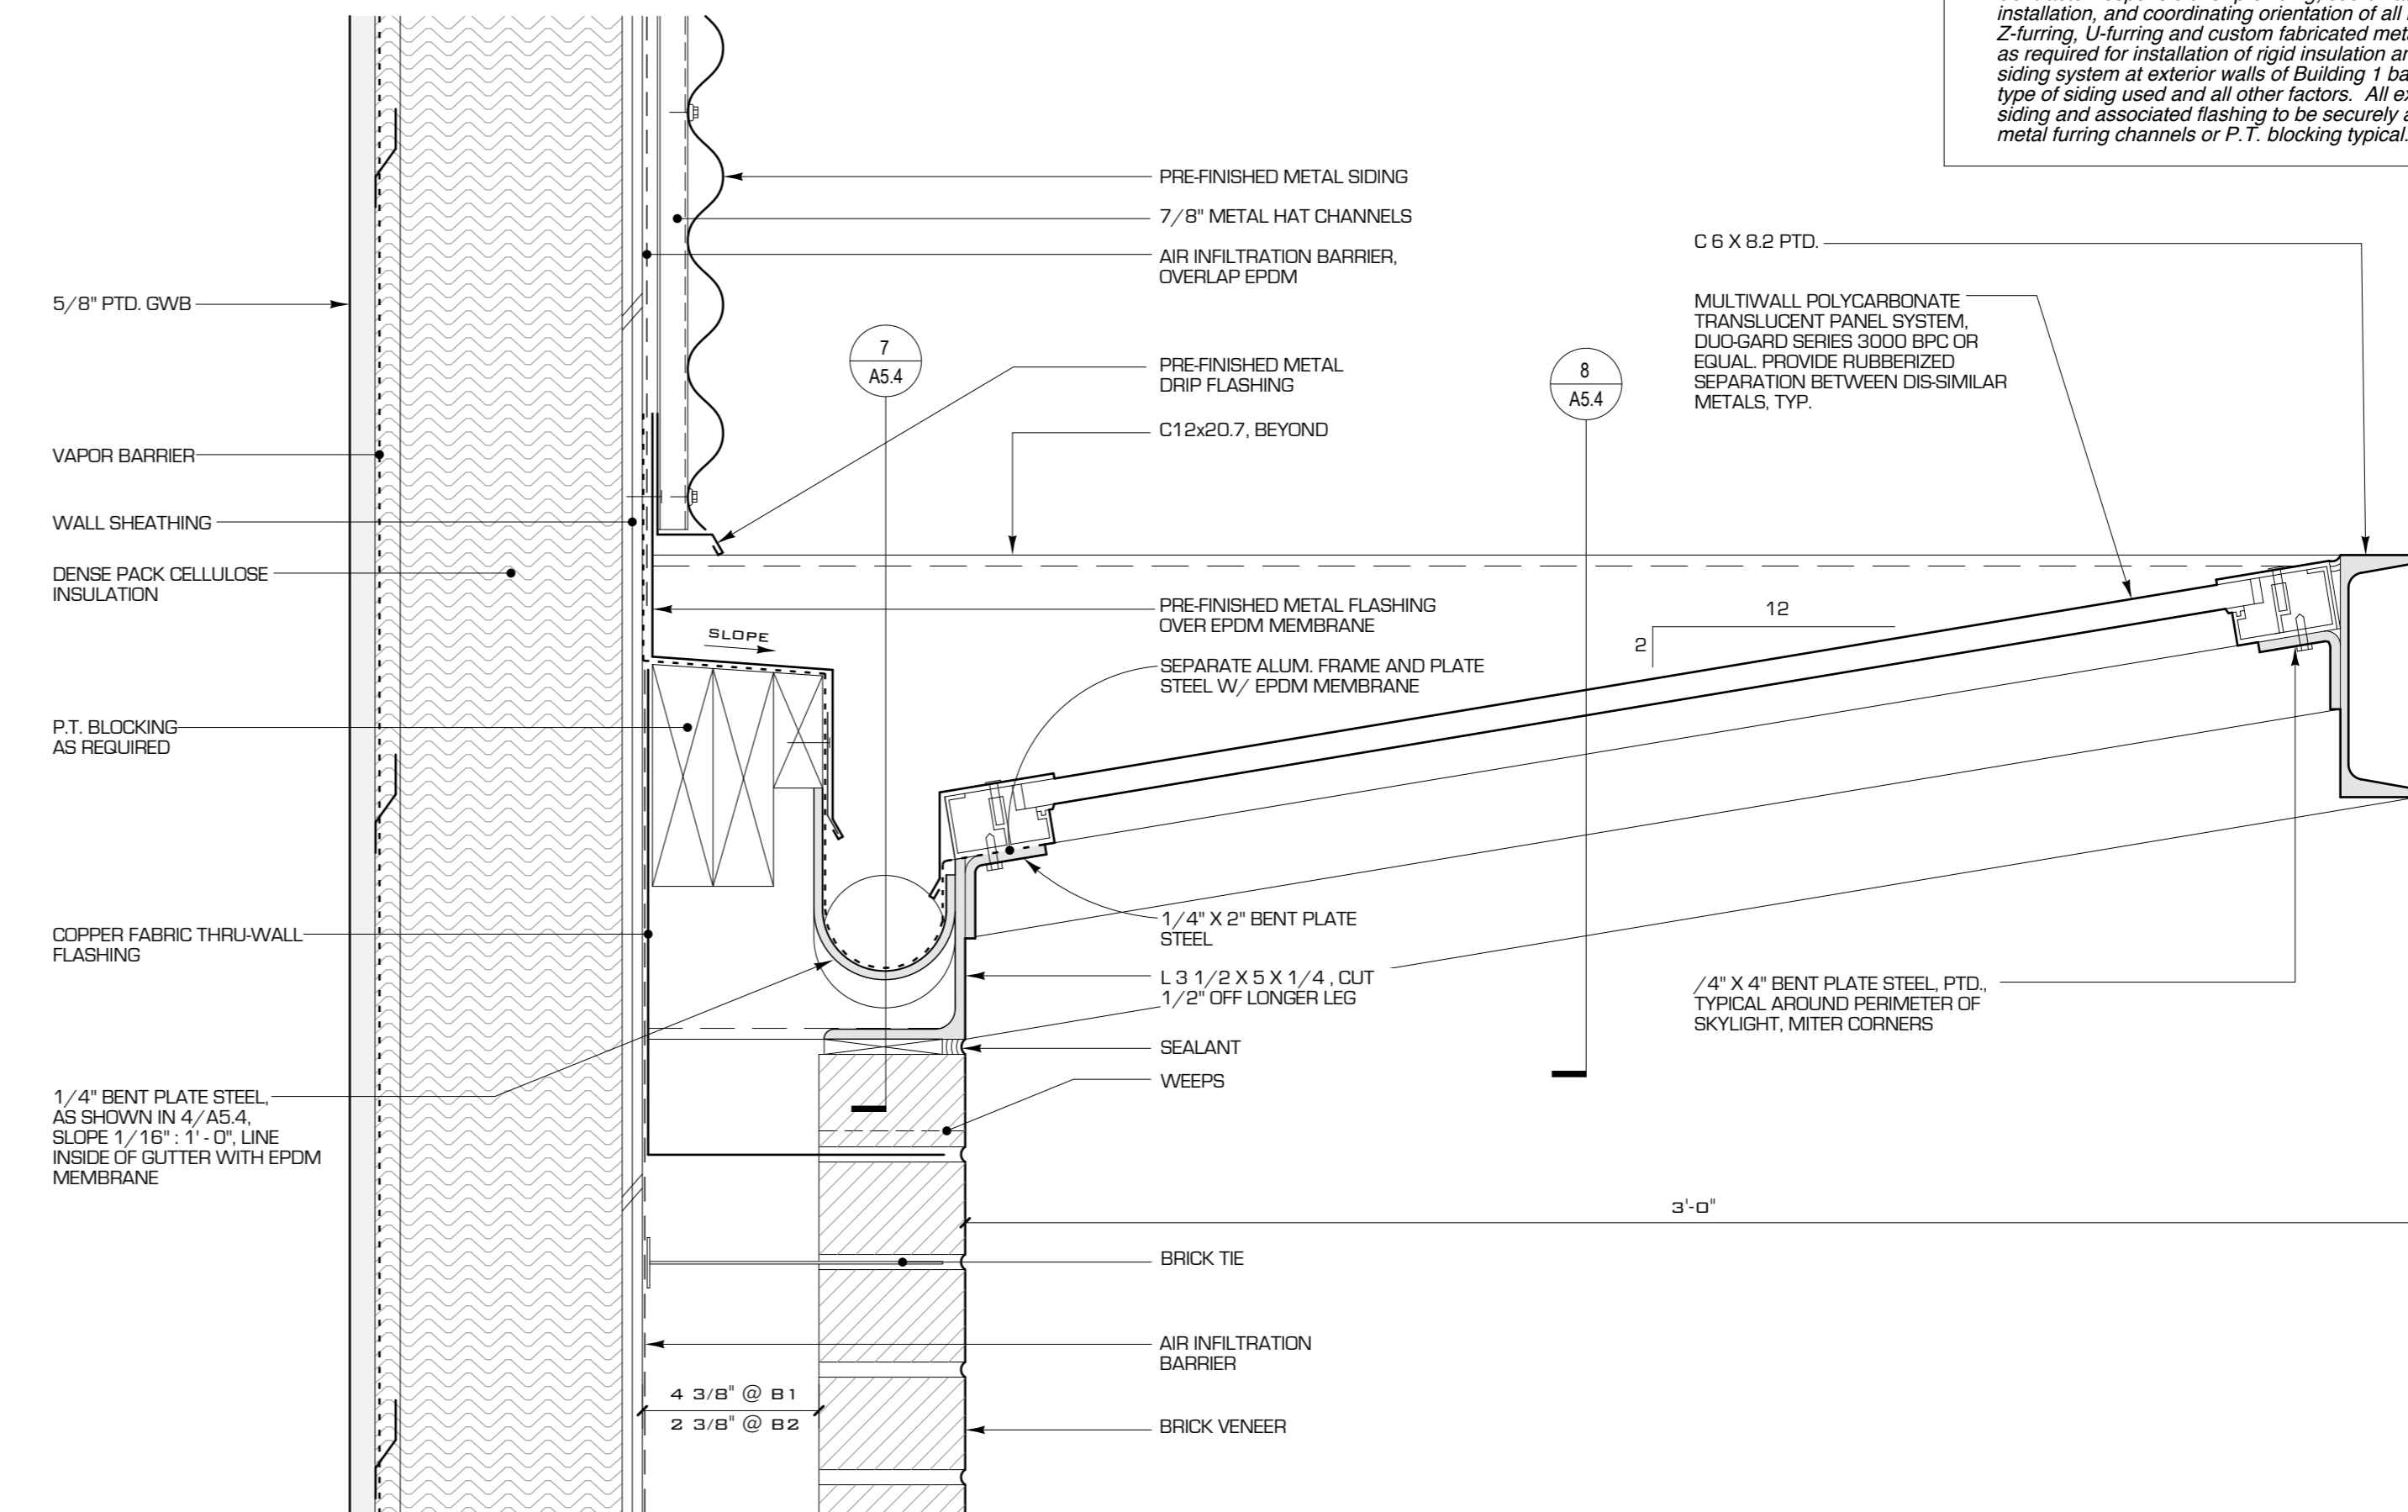 installation, and coordinating orientation of all
Z-furring, U-furring and custom fabricated
as required for installation of rigid insulation
siding system at exterior walls of Building 1
type of siding used and all other factors. All
siding and associated flashing to be securely
metal furring channels or P.T. blocking typical.
PRE-FINISHED METAL SIDING
7/8" METAL HAT CHANNELS
AIR INFILTRATION BARRIER,
OVERLAP EPDM
C 6 X 8.2 PTD.
5/8" PTD. GWB
MULTIWALL POLYCARBONATE
TRANSLUCENT PANEL SYSTEM,
DUO-GARD SERIES 3000 BPC OR
EQUAL. PROVIDE RUBBERIZED
SEPARATION BETWEEN DIS-SIMILAR
METALS, TYP.
7
A5.4
8
A5.4
PRE-FINISHED METAL
DRIP FLASHING
C12x20.7, BEYOND
VAPOR BARRIER
WALL SHEATHING
DENSE PACK CELLULOSE
INSULATION
PRE-FINISHED METAL FLASHING
OVER EPDM MEMBRANE
12
2
SLOPE
SEPARATE ALUM. FRAME AND PLATE
STEEL W/ EPDM MEMBRANE
P.T. BLOCKING
AS REQUIRED
COPPER FABRIC THRU-WALL
FLASHING
1/4" X 2" BENT PLATE
STEEL
L 3 1/2 X 5 X 1/4 , CUT
1/2" OFF LONGER LEG
/4" X 4" BENT PLATE STEEL, PTD.,
TYPICAL AROUND PERIMETER OF
SKYLIGHT, MITER CORNERS
SEALANT
WEEPS
1/4" BENT PLATE STEEL,
AS SHOWN IN 4/A5.4,
SLOPE 1/16" : 1' - 0", LINE
INSIDE OF GUTTER WITH EPDM
MEMBRANE
3'-0"
BRICK TIE
AIR INFILTRATION
BARRIER
4 3/8" @ B1
2 3/8" @ B2
BRICK VENEER